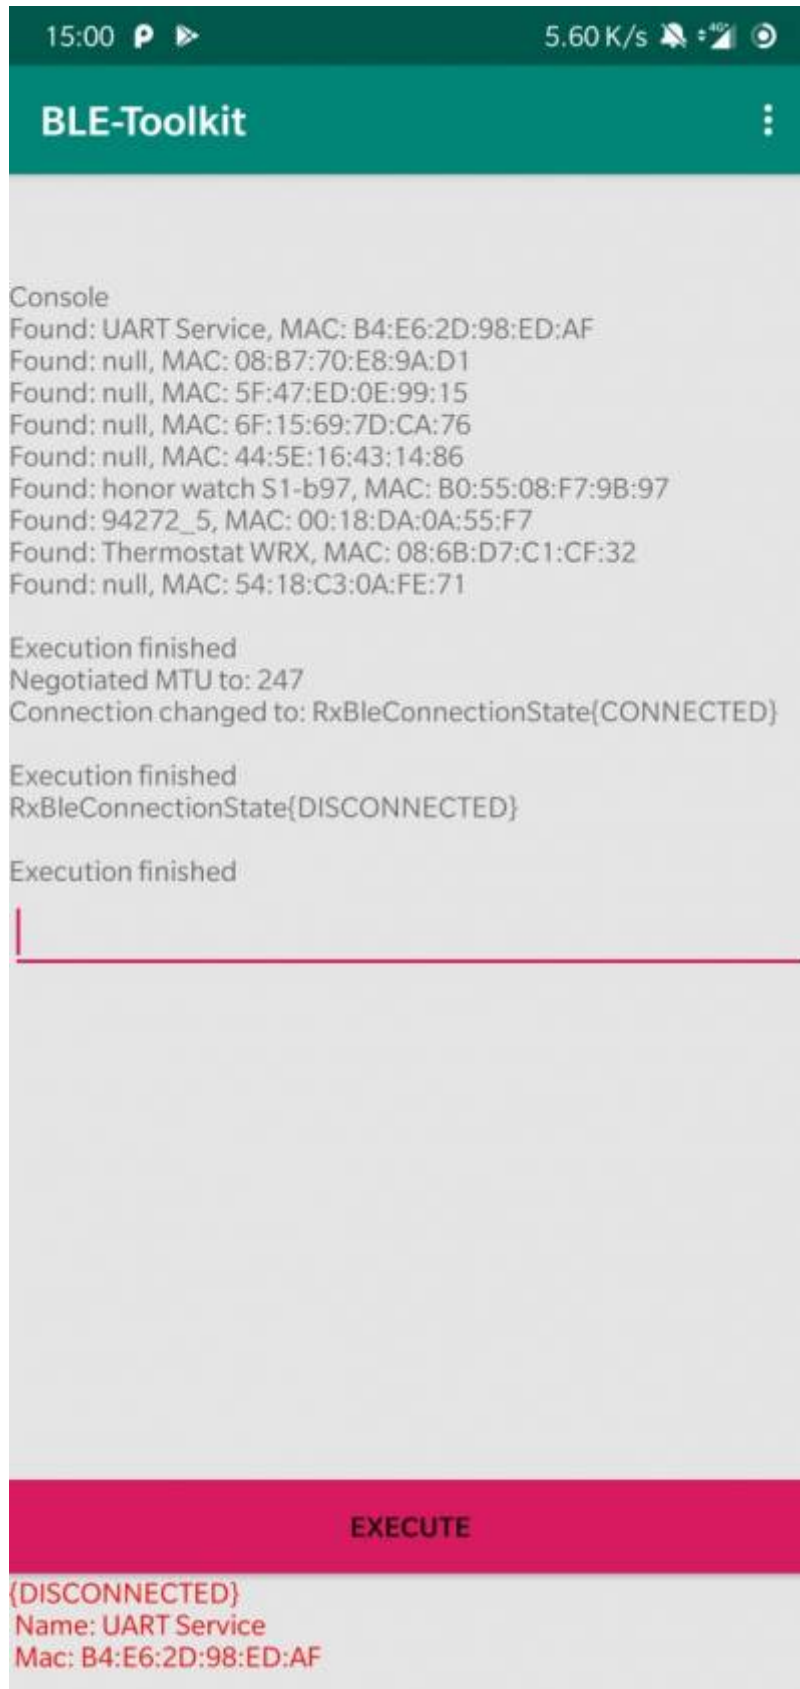 15:00 5.60 K/s 4G+
BLE-Toolkit
Console
Found: UART Service, MAC: B4:E6:2D:98:ED:AF
Found: null, MAC: 08:B7:70:E8:9A:D1
Found: null, MAC: 5F:47:ED:0E:99:15
Found: null, MAC: 6F:15:69:7D:CA:76
Found: null, MAC: 44:5E:16:43:14:86
Found: honor watch S1-b97, MAC: B0:55:08:F7:9B:97
Found: 94272_5, MAC: 00:18:DA:0A:55:F7
Found: Thermostat WRX, MAC: 08:6B:D7:C1:CF:32
Found: null, MAC: 54:18:C3:0A:FE:71
Execution finished
Negotiated MTU to: 247
Connection changed to: RxBleConnectionState{CONNECTED}
Execution finished
RxBleConnectionState{DISCONNECTED}
Execution finished
EXECUTE
{DISCONNECTED}
Name: UART Service
Mac: B4:E6:2D:98:ED:AF